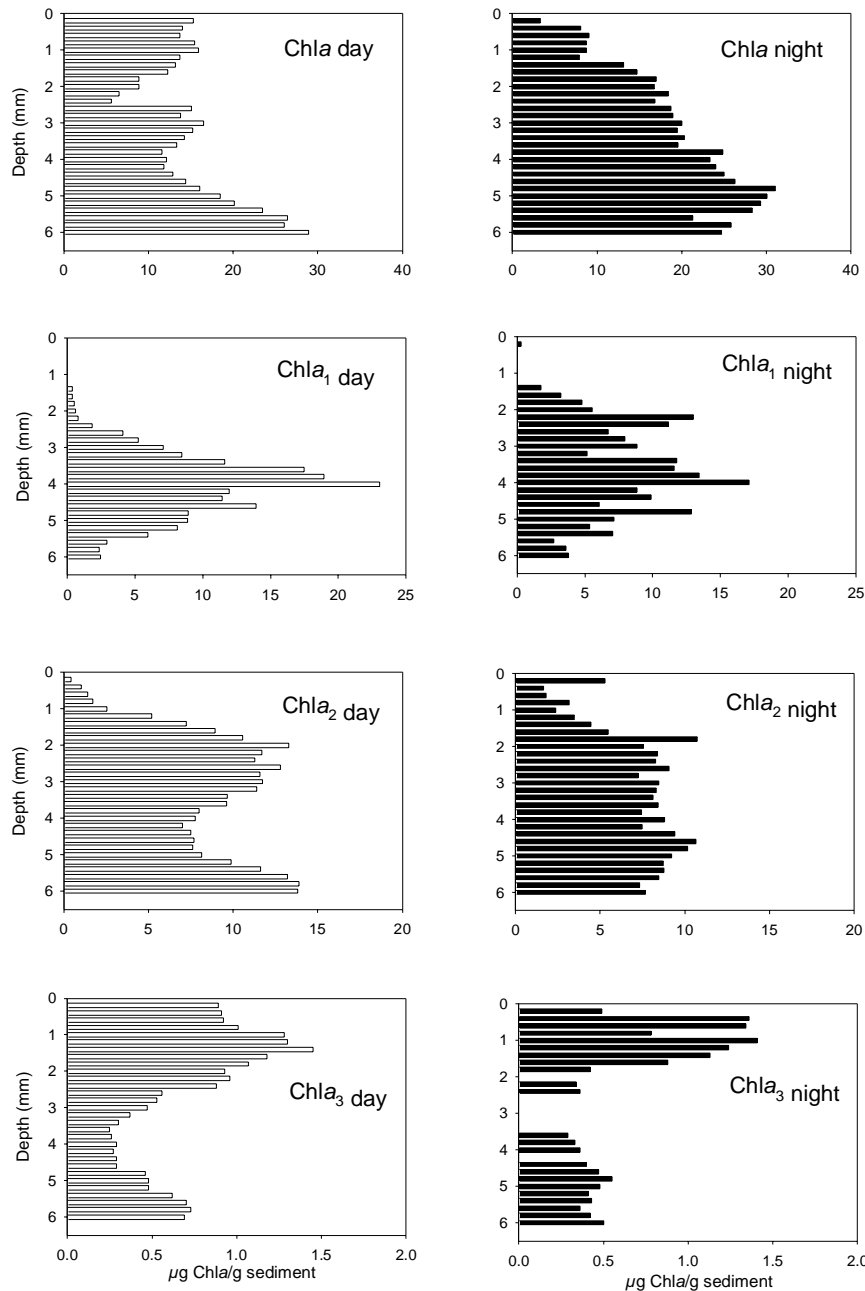 Chla day
Depth (mm)
0
1
2
3
4
5
6
0 10 20 30 40
Chla night
0
1
2
3
4
5
6
0 10 20 30 40
Chla1 day
0
1
2
3
4
5
6
0 5 10 15 20 25
Chla1 night
0
1
2
3
4
5
6
0 5 10 15 20 25
Chla2 day
Depth (mm)
0
1
2
3
4
5
6
0 5 10 15 20
Chla2 night
0
1
2
3
4
5
6
0 5 10 15 20
Chla3 day
Depth (mm)
0
1
2
3
4
5
6
0.0 0.5 1.0 1.5 2.0
µg Chla/g sediment
Chla3 night
0
1
2
3
4
5
6
0.0 0.5 1.0 1.5 2.0
µg Chla/g sediment